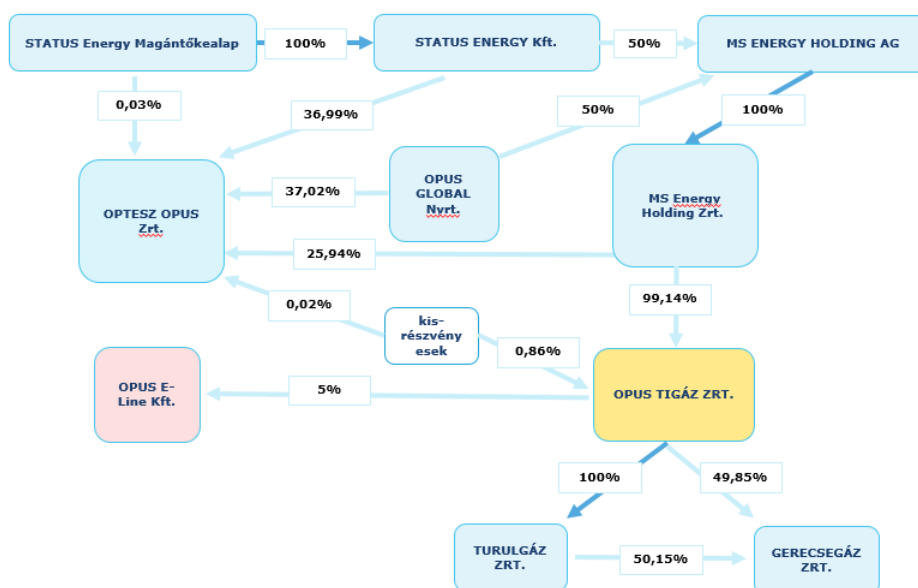 STATUS Energy Magántőkealap
100%
STATUS ENERGY Kft.
50%
MS ENERGY HOLDING AG
0,03%
36,99%
50%
100%
OPTESZ OPUS
Zrt.
37,02%
OPUS
GLOBAL
Nyrt.
MS Energy
Holding Zrt.
25,94%
0,02%
99,14%
kis-
részvény
esek
0,86%
OPUS E-
Line Kft.
5%
OPUS TIGÁZ ZRT.
100%
49,85%
TURULGÁZ
ZRT.
50,15%
GERECSEGÁZ
ZRT.